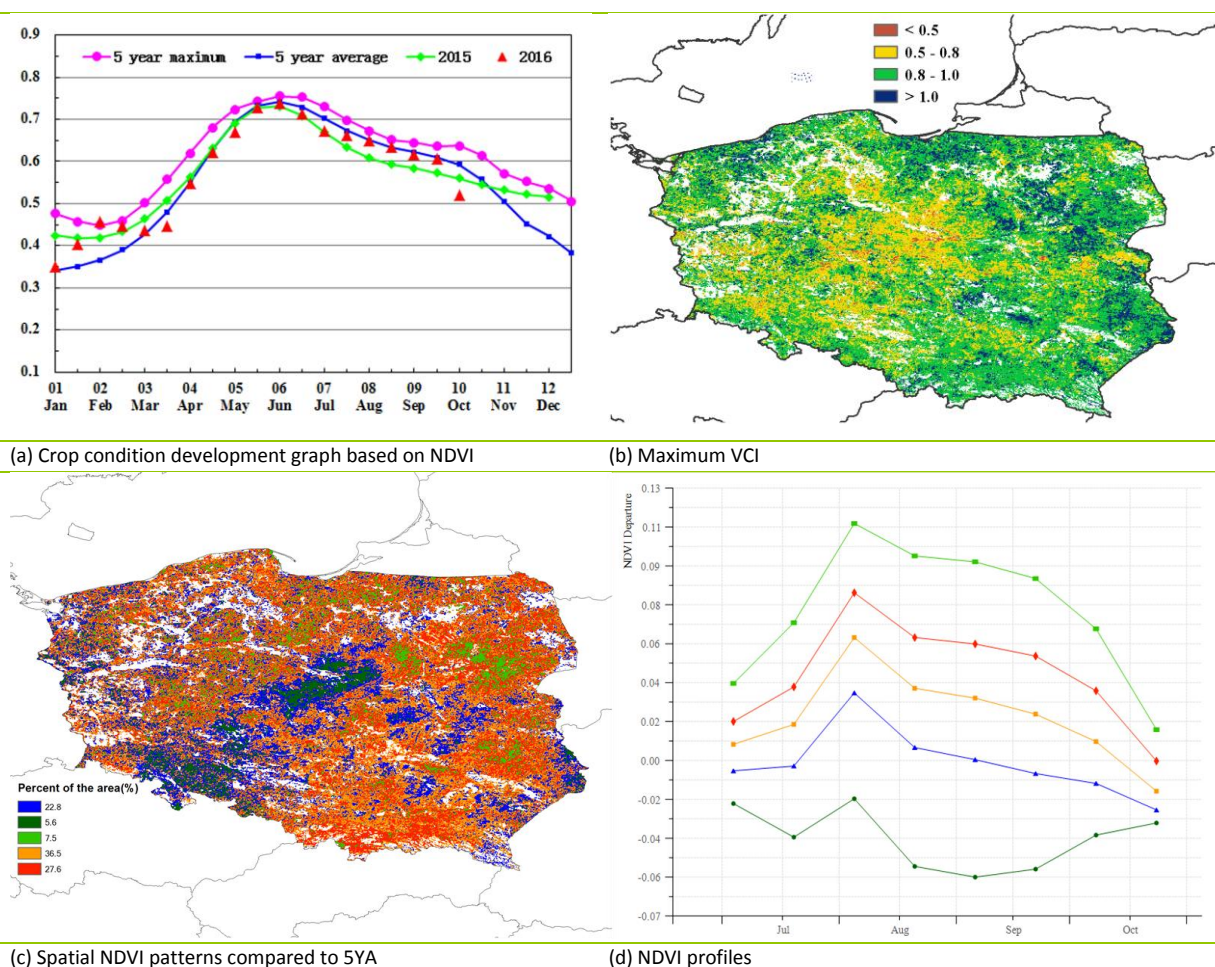 0.9
0.8
0.7
0.6
0.5
0.4
0.3
0.2
0.1
5 year maximum 5 year average 2015 2016
01 02 03 04 05 06 07 08 09 10 11 12
Jan Feb Mar Apr May Jun Jul Aug Sep Oct Nov Dec
< 0.5
0.5 - 0.8
0.8 - 1.0
> 1.0
(a) Crop condition development graph based on NDVI
(b) Maximum VCI
Percent of the area(%)
22.8
5.6
7.5
36.5
27.6
NDVI Departure
0.13
0.11
0.08
0.06
0.04
0.02
0.00
-0.02
-0.04
-0.06
-0.07
Jul Aug Sep Oct
(c) Spatial NDVI patterns compared to 5YA
(d) NDVI profiles